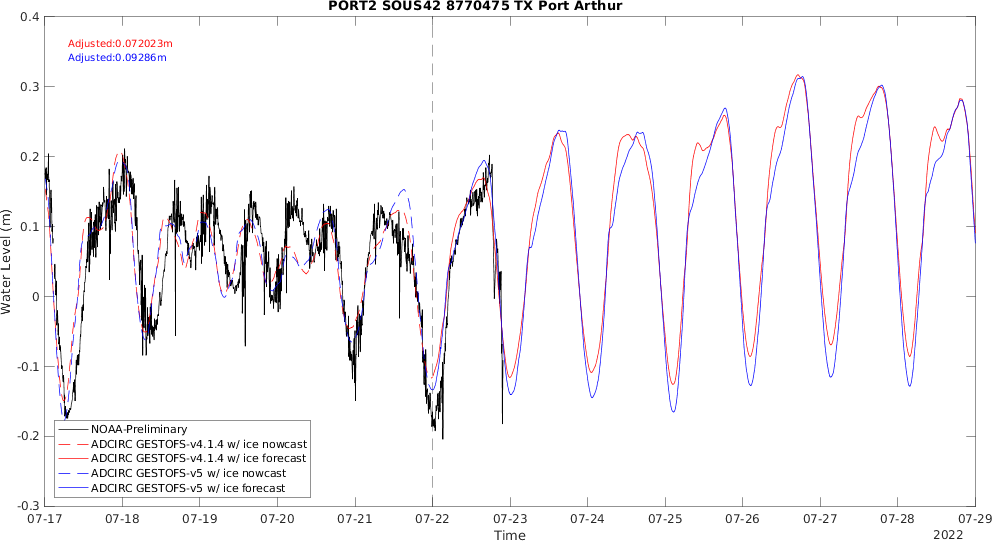 PORT2 SOUS42 8770475 TX Port Arthur
Adjusted:0.072023m
Adjusted:0.09286m
0.4
0.3
0.2
0.1
0
-0.1
-0.2
-0.3
Water Level (m)
NOAA-Preliminary
ADCIRC GESTOFS-v4.1.4 w/ ice nowcast
ADCIRC GESTOFS-v4.1.4 w/ ice forecast
ADCIRC GESTOFS-v5 w/ ice nowcast
ADCIRC GESTOFS-v5 w/ ice forecast
07-17 07-18 07-19 07-20 07-21 07-22 07-23 07-24 07-25 07-26 07-27 07-28 07-29
Time
2022